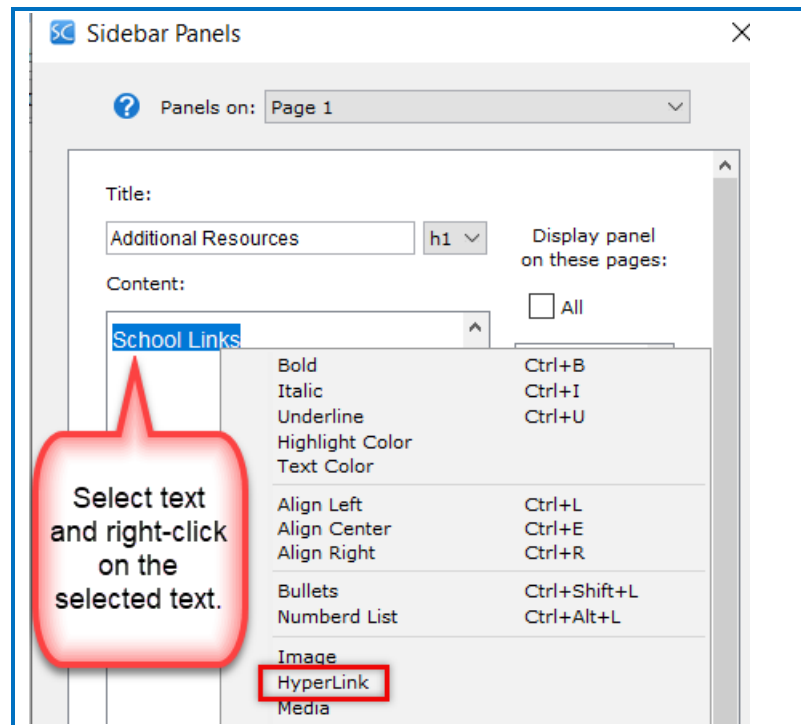 SC Sidebar Panels
? Panels on: Page 1
Title:
Additional Resources h1
Display panel
on these pages:
Content:
All
School Links
Bold Ctrl+B
Italic Ctrl+I
Underline Ctrl+U
Highlight Color
Text Color
Align Left Ctrl+L
Align Center Ctrl+E
Align Right Ctrl+R
Bullets Ctrl+Shift+L
Numberd List Ctrl+Alt+L
Image
HyperLink
Media
Select text
and right-click
on the
selected text.